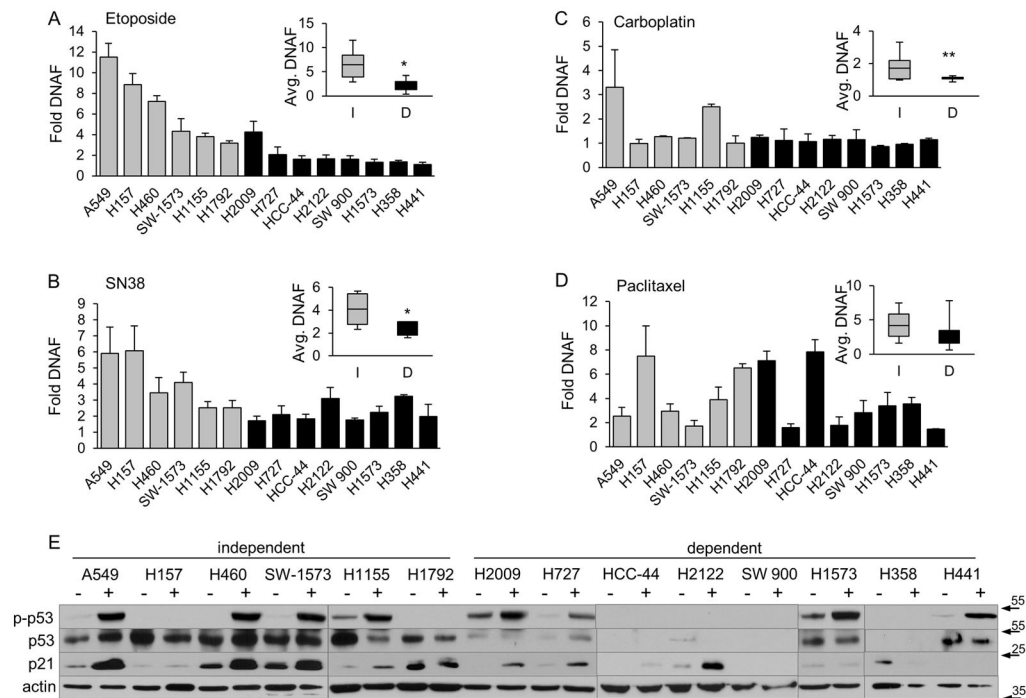 A
Etoposide
Fold DNAF
14
12
10
8
6
4
2
0
Avg. DNAF
15
10
5
0
*
I D
A549 H157 H460 SW-1573 H1155 H1792 H2009 H727 HCC-44 H2122 SW 900 H1573 H358 H441
C
Carboplatin
Fold DNAF
6
5
4
3
2
1
0
Avg. DNAF
4
2
0
**
I D
A549 H157 H460 SW-1573 H1155 H1792 H2009 H727 HCC-44 H2122 SW 900 H1573 H358 H441
B
SN38
Fold DNAF
9
8
7
6
5
4
3
2
1
0
Avg. DNAF
6
4
2
0
*
I D
A549 H157 H460 SW-1573 H1155 H1792 H2009 H727 HCC-44 H2122 SW 900 H1573 H358 H441
D
Paclitaxel
Fold DNAF
12
10
8
6
4
2
0
Avg. DNAF
10
5
0
I D
A549 H157 H460 SW-1573 H1155 H1792 H2009 H727 HCC-44 H2122 SW 900 H1573 H358 H441
E
independent dependent
A549 H157 H460 SW-1573 H1155 H1792 H2009 H727 HCC-44 H2122 SW 900 H1573 H358 H441
- + - + - + - + - + - + - + - + - + - + - + - + - + - +
p-p53 55
p53 55
p21 25
actin 35